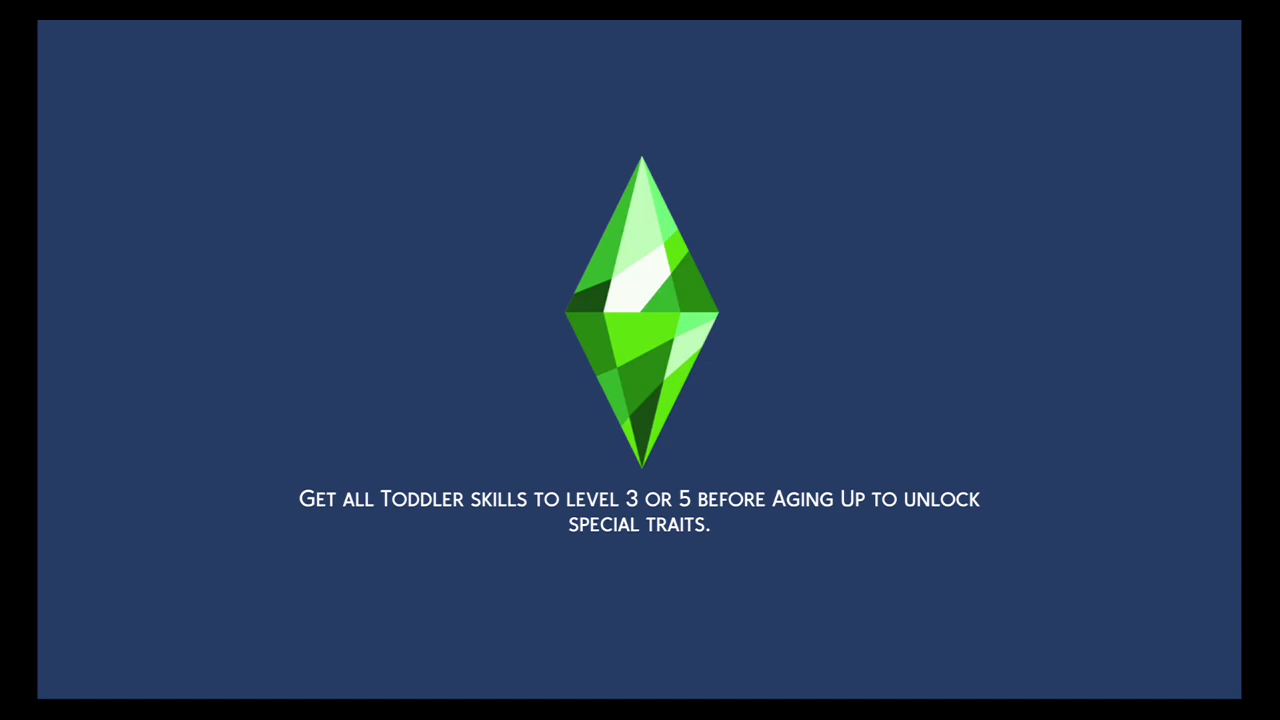 Get all Toddler skills to level 3 or 5 before Aging Up to unlock
special traits.